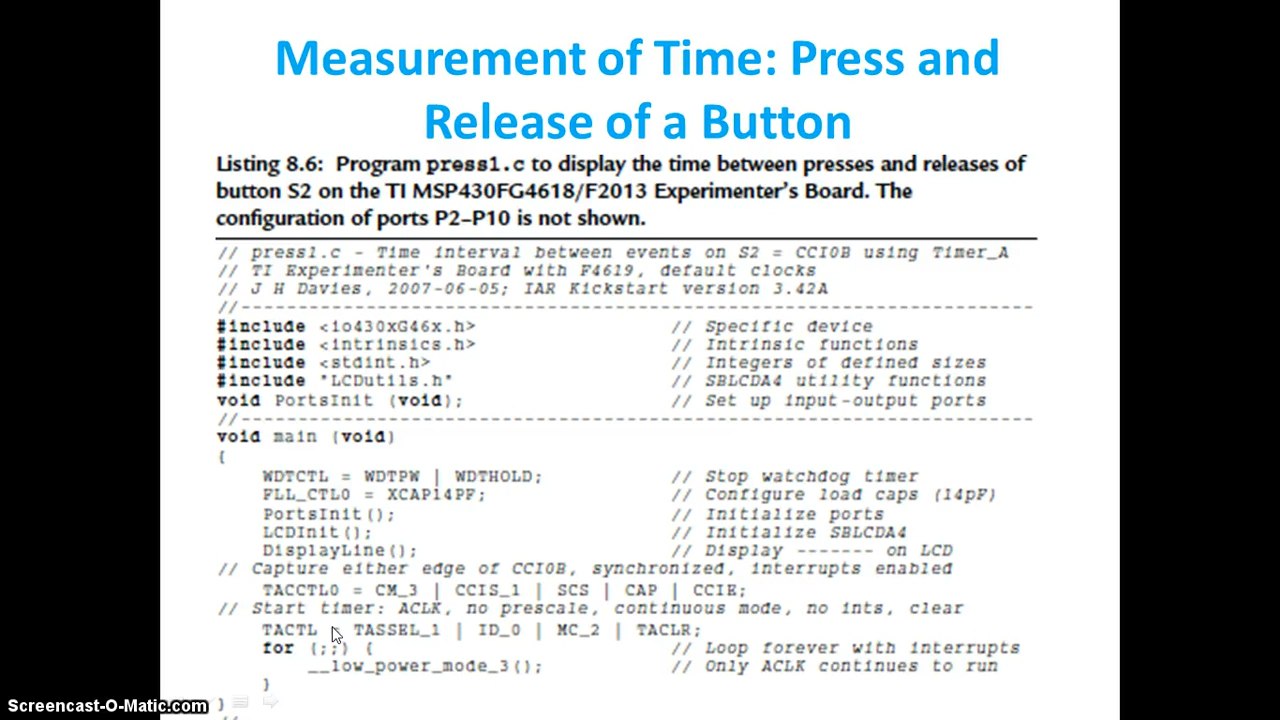 Measurement of Time: Press and
Release of a Button
Listing 8.6: Program press1.c to display the time between presses and releases of
button S2 on the TI MSP430FG4618/F2013 Experimenter's Board. The
configuration of ports P2–P10 is not shown.
// press1.c - Time interval between events on S2 = CCI0B using Timer_A
// TI Experimenter's Board with F4619, default clocks
// J H Davies, 2007-06-05; IAR Kickstart version 3.42A
//----------------------------------------------------------------------
#include <io430xG46x.h> // Specific device
#include <intrinsics.h> // Intrinsic functions
#include <stdint.h> // Integers of defined sizes
#include "LCDutils.h" // SBLCDA4 utility functions
void PortsInit (void); // Set up input-output ports
//----------------------------------------------------------------------
void main (void)
{
WDTCTL = WDTPW | WDTHOLD; // Stop watchdog timer
FLL_CTL0 = XCAP14PF; // Configure load caps (14pF)
PortsInit(); // Initialize ports
LCDInit(); // Initialize SBLCDA4
DisplayLine(); // Display ------- on LCD
// Capture either edge of CCI0B, synchronized, interrupts enabled
TACCTL0 = CM_3 | CCIS_1 | SCS | CAP | CCIE;
// Start timer: ACLK, no prescale, continuous mode, no ints, clear
TACTL = TASSEL_1 | ID_0 | MC_2 | TACLR;
for (;;) { // Loop forever with interrupts
__low_power_mode_3(); // Only ACLK continues to run
}
}
//
Screencast-O-Matic.com